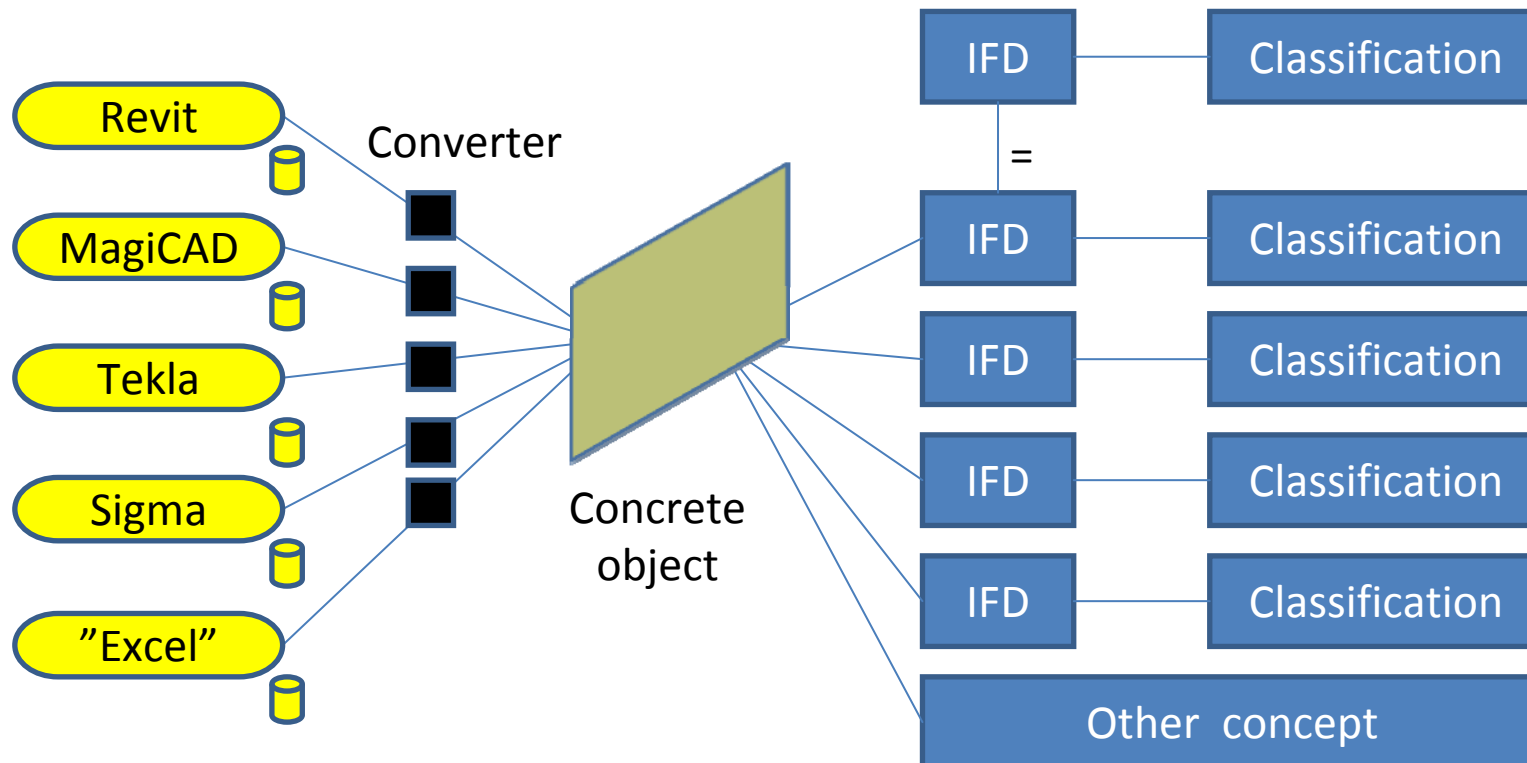 Revit
MagiCAD
Tekla
Sigma
”Excel”
Converter
Concrete
object
IFD
Classification
=
IFD
Classification
IFD
Classification
IFD
Classification
IFD
Classification
Other concept